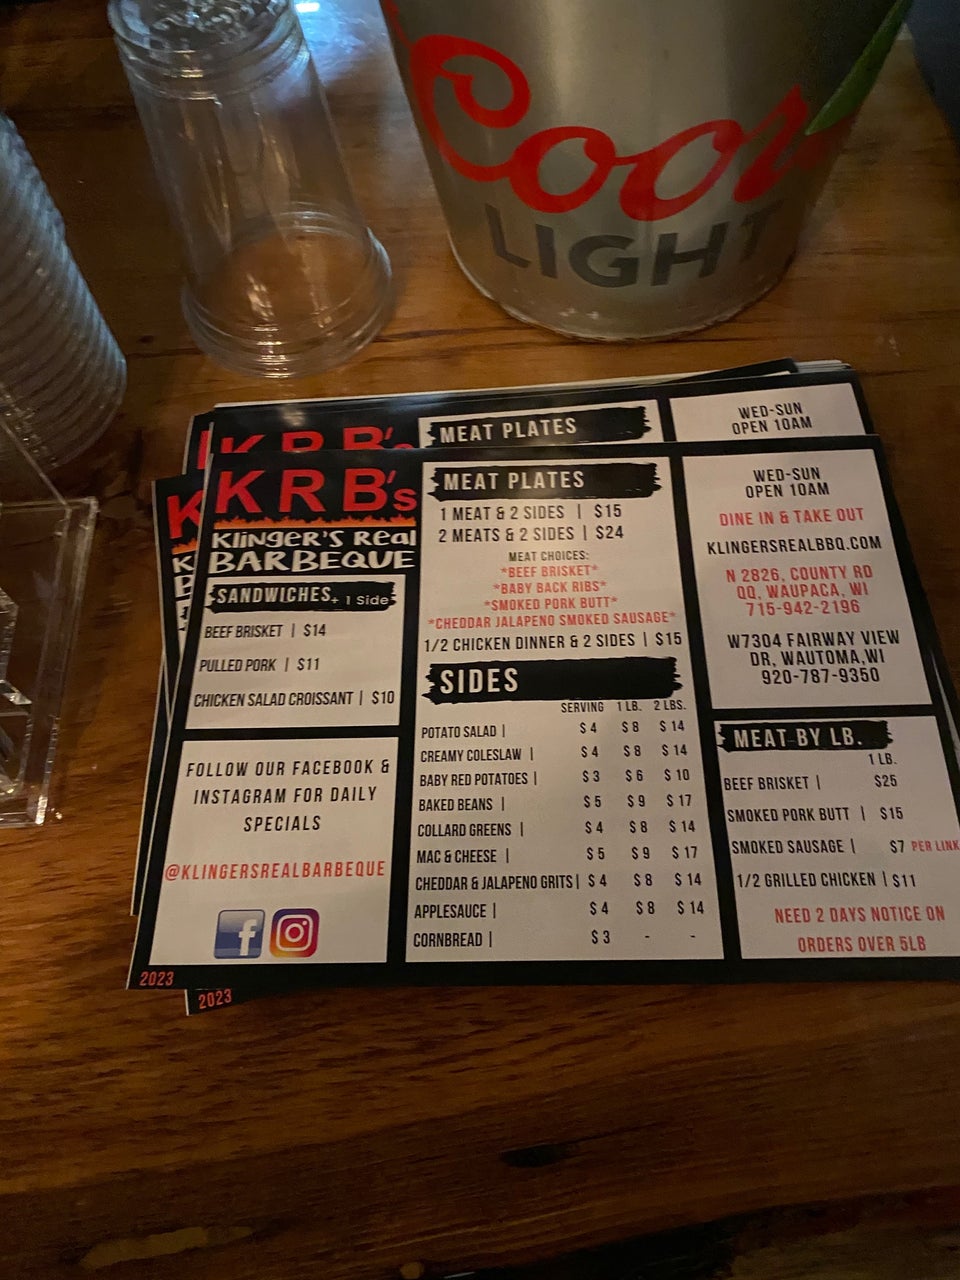 Coors
LIGHT
KRB's
MEAT PLATES
WED-SUN
OPEN 10AM
KRB's
Klinger's Real
BARBEQUE
SANDWICHES + 1 Side
BEEF BRISKET | $14
PULLED PORK | $11
CHICKEN SALAD CROISSANT | $10
FOLLOW OUR FACEBOOK &
INSTAGRAM FOR DAILY
SPECIALS
@KLINGERSREALBARBEQUE
f
2023
2023
MEAT PLATES
1 MEAT & 2 SIDES | $15
2 MEATS & 2 SIDES | $24
MEAT CHOICES:
*BEEF BRISKET*
*BABY BACK RIBS*
*SMOKED PORK BUTT*
*CHEDDAR JALAPENO SMOKED SAUSAGE*
1/2 CHICKEN DINNER & 2 SIDES | $15
SIDES
SERVING 1 LB. 2 LBS.
POTATO SALAD | $4 $8 $14
CREAMY COLESLAW | $4 $8 $14
BABY RED POTATOES | $3 $6 $10
BAKED BEANS | $5 $9 $17
COLLARD GREENS | $4 $8 $14
MAC & CHEESE | $5 $9 $17
CHEDDAR & JALAPENO GRITS | $4 $8 $14
APPLESAUCE | $4 $8 $14
CORNBREAD | $3 - -
WED-SUN
OPEN 10AM
DINE IN & TAKE OUT
KLINGERSREALBBQ.COM
N 2826, COUNTY RD
QQ, WAUPACA, WI
715-942-2196
W7304 FAIRWAY VIEW
DR, WAUTOMA,WI
920-787-9350
MEAT BY LB.
1 LB.
BEEF BRISKET | $25
SMOKED PORK BUTT | $15
SMOKED SAUSAGE | $7 PER LINK
1/2 GRILLED CHICKEN | $11
NEED 2 DAYS NOTICE ON
ORDERS OVER 5LB